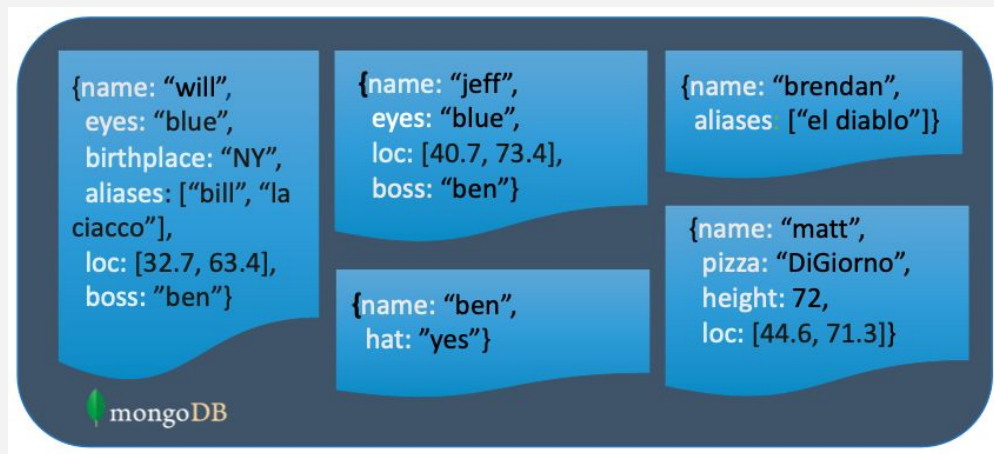 {name: “will”,
eyes: “blue”,
birthplace: “NY”,
aliases: [“bill”, “la
ciacco”],
loc: [32.7, 63.4],
boss: ”ben”}
{name: “jeff”,
eyes: “blue”,
loc: [40.7, 73.4],
boss: “ben”}
{name: “ben”,
hat: ”yes”}
{name: “brendan”,
aliases: [“el diablo”]}
{name: “matt”,
pizza: “DiGiorno”,
height: 72,
loc: [44.6, 71.3]}
mongoDB